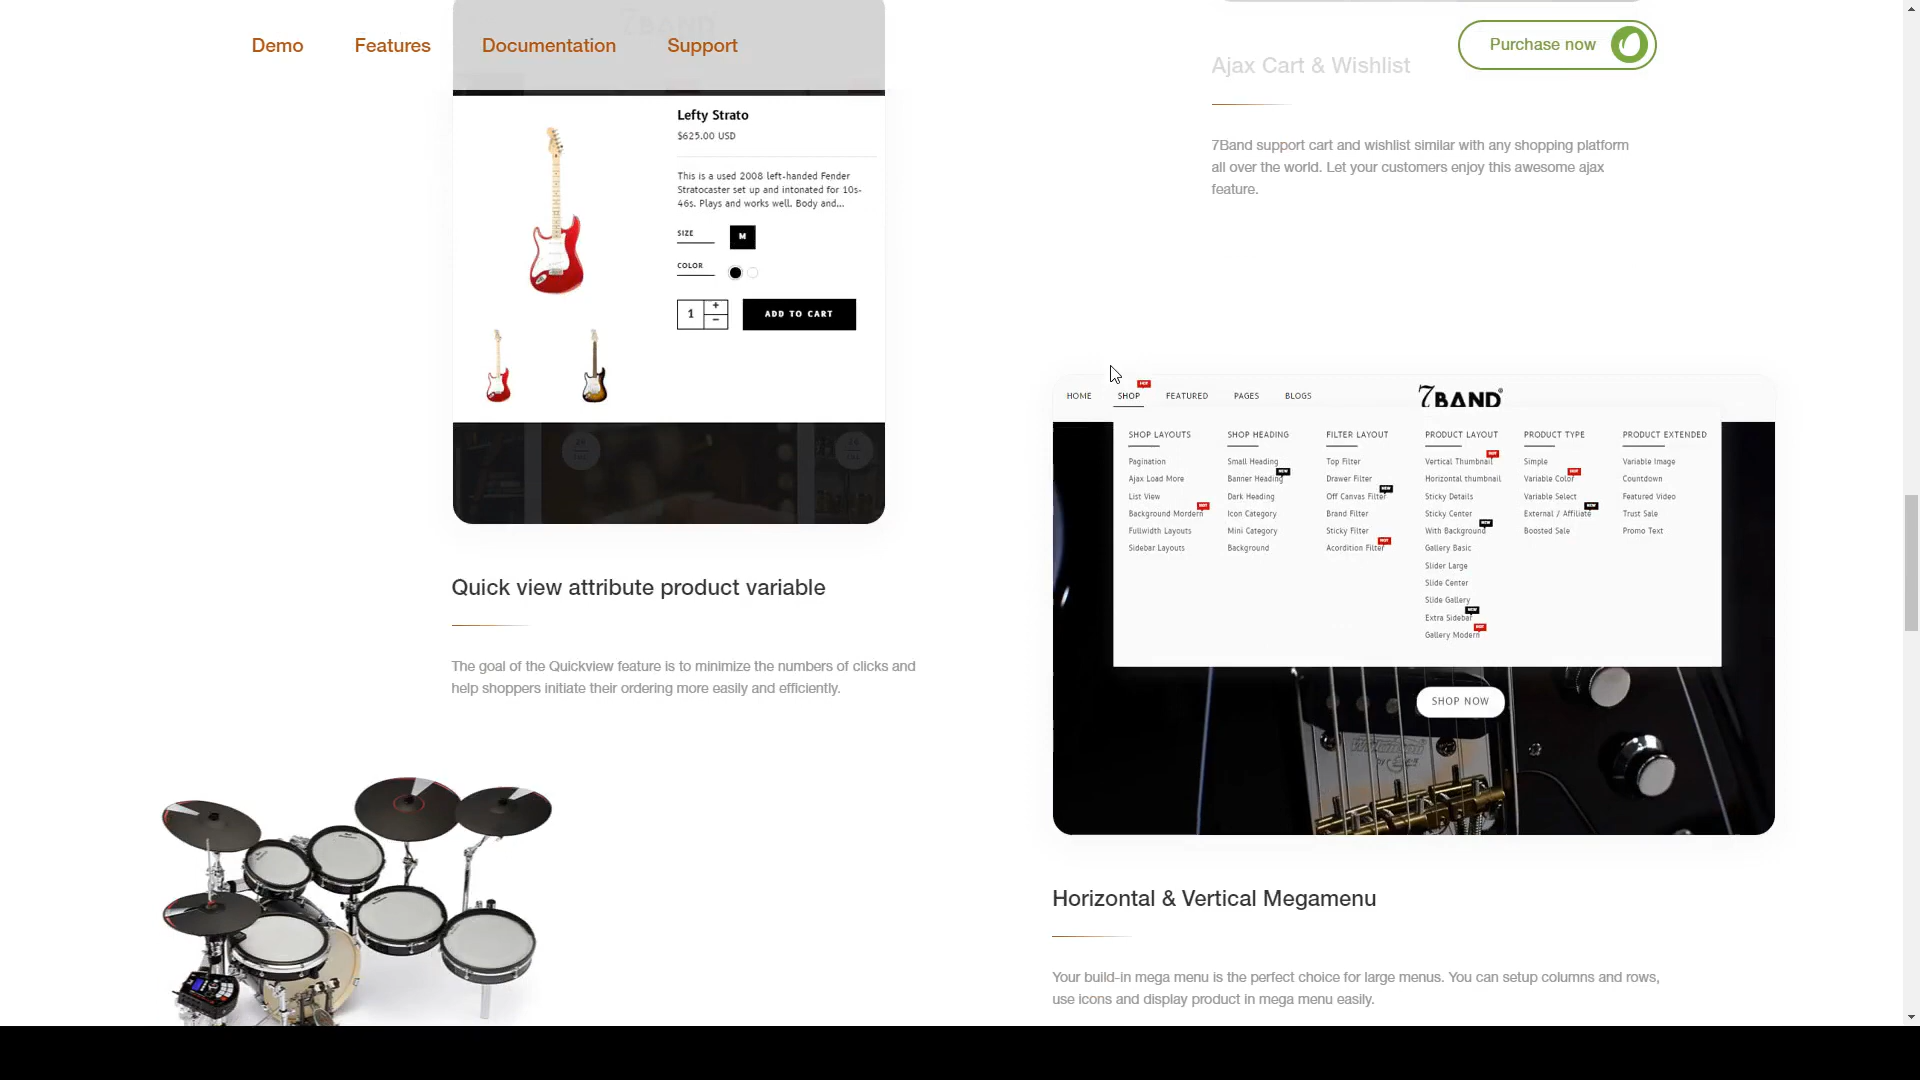 Demo
Features
Documentation
Support
Purchase now
Lefty Strato
$625.00 USD
This is a used 2008 left-handed Fender
Stratocaster set up and intonated for 10s-
46s. Plays and works well. Body and...
SIZE
M
COLOR
1
+
−
ADD TO CART
Quick view attribute product variable
The goal of the Quickview feature is to minimize the numbers of clicks and
help shoppers initiate their ordering more easily and efficiently.
Ajax Cart & Wishlist
7Band support cart and wishlist similar with any shopping platform
all over the world. Let your customers enjoy this awesome ajax
feature.
HOME
SHOP
HOT
FEATURED
PAGES
BLOGS
7BAND®
SHOP LAYOUTS
Pagination
Ajax Load More
List View
Background Mordern
HOT
Fullwidth Layouts
Sidebar Layouts
SHOP HEADING
Small Heading
Banner Heading
NEW
Dark Heading
Icon Category
Mini Category
Background
FILTER LAYOUT
Top Filter
Drawer Filter
Off Canvas Filter
NEW
Brand Filter
Sticky Filter
Acordition Filter
HOT
PRODUCT LAYOUT
Vertical Thumbnail
HOT
Horizontal thumbnail
Sticky Details
Sticky Center
With Background
NEW
Gallery Basic
Slider Large
Slide Center
Slide Gallery
Extra Sidebar
NEW
Gallery Modern
HOT
PRODUCT TYPE
Simple
Variable Color
HOT
Variable Select
External / Affiliate
NEW
Boosted Sale
PRODUCT EXTENDED
Variable Image
Countdown
Featured Video
Trust Sale
Promo Text
SHOP NOW
Horizontal & Vertical Megamenu
Your build-in mega menu is the perfect choice for large menus. You can setup columns and rows,
use icons and display product in mega menu easily.